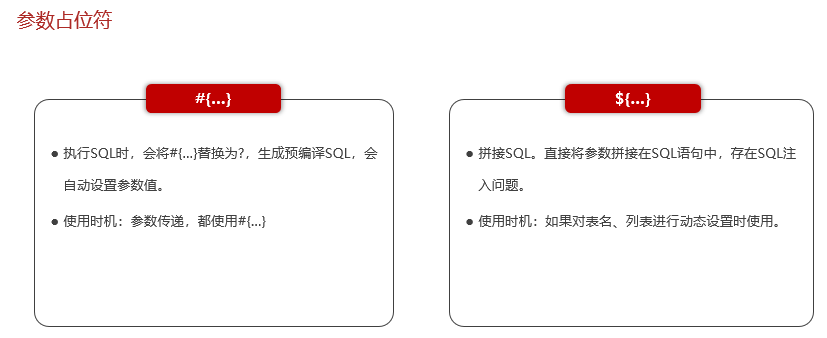 参数占位符
#{…}
执行SQL时，会将#{…}替换为?，生成预编译SQL，会
自动设置参数值。
使用时机：参数传递，都使用#{…}
${…}
拼接SQL。直接将参数拼接在SQL语句中，存在SQL注
入问题。
使用时机：如果对表名、列表进行动态设置时使用。